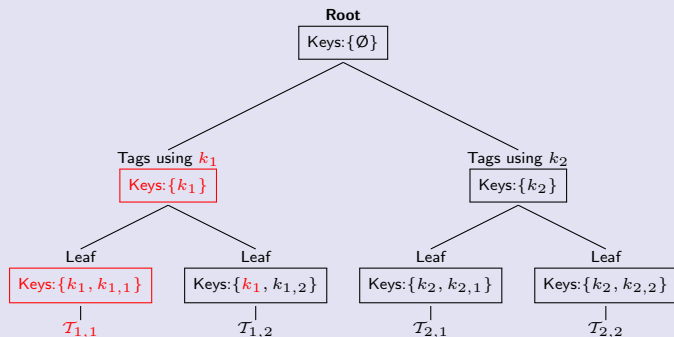 Root
Keys:{Ø}
Tags using k₁ Tags using k₂
Keys:{k₁} Keys:{k₂}
Leaf Leaf Leaf Leaf
Keys:{k₁, k₁,₁} Keys:{k₁, k₁,₂} Keys:{k₂, k₂,₁} Keys:{k₂, k₂,₂}
𝒯₁,₁ 𝒯₁,₂ 𝒯₂,₁ 𝒯₂,₂